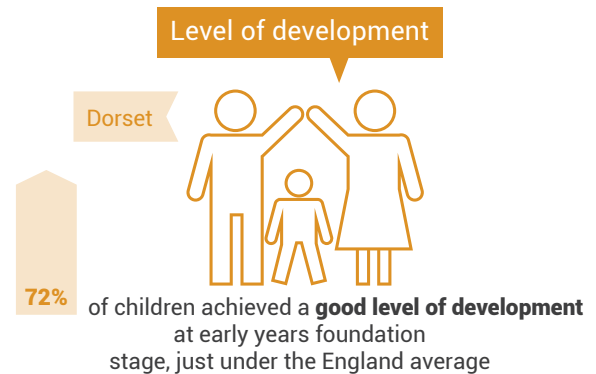 Level of development
Dorset
72% of children achieved a good level of development
at early years foundation
stage, just under the England average